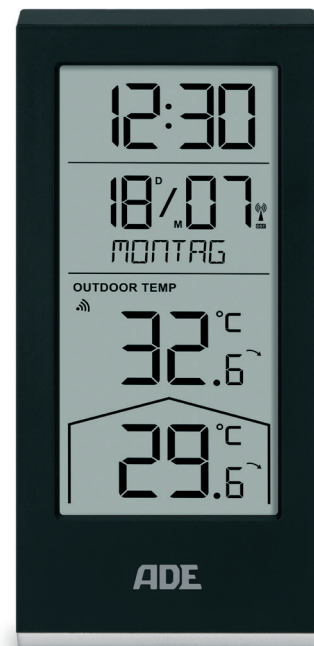 12:30
18 D / M 07
MONTAG
OUTDOOR TEMP
32.6 °C
29.6 °C
ADE